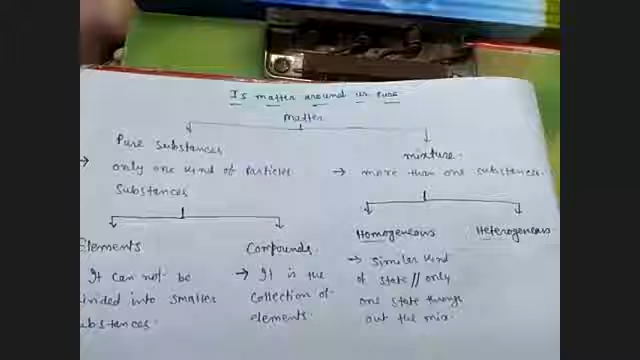 Is matter around us Pure
Matter
Pure substances
only one kind of Particles
Substances
mixture
more than one substances.
Elements
It can not be
divided into smaller
substances.
Compounds.
It is the
collection of
elements.
Homogeneous
similar kind
of state // only
one state through
out the mix.
Heterogeneous